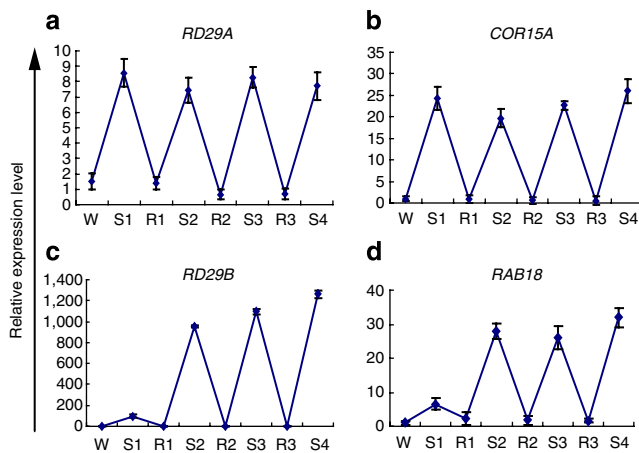 a
RD29A
10
9
8
7
6
5
4
3
2
1
0
W S1 R1 S2 R2 S3 R3 S4
b
COR15A
35
30
25
20
15
10
5
0
W S1 R1 S2 R2 S3 R3 S4
c
RD29B
1,400
1,200
1,000
800
600
400
200
0
W S1 R1 S2 R2 S3 R3 S4
d
RAB18
40
30
20
10
0
W S1 R1 S2 R2 S3 R3 S4
Relative expression level